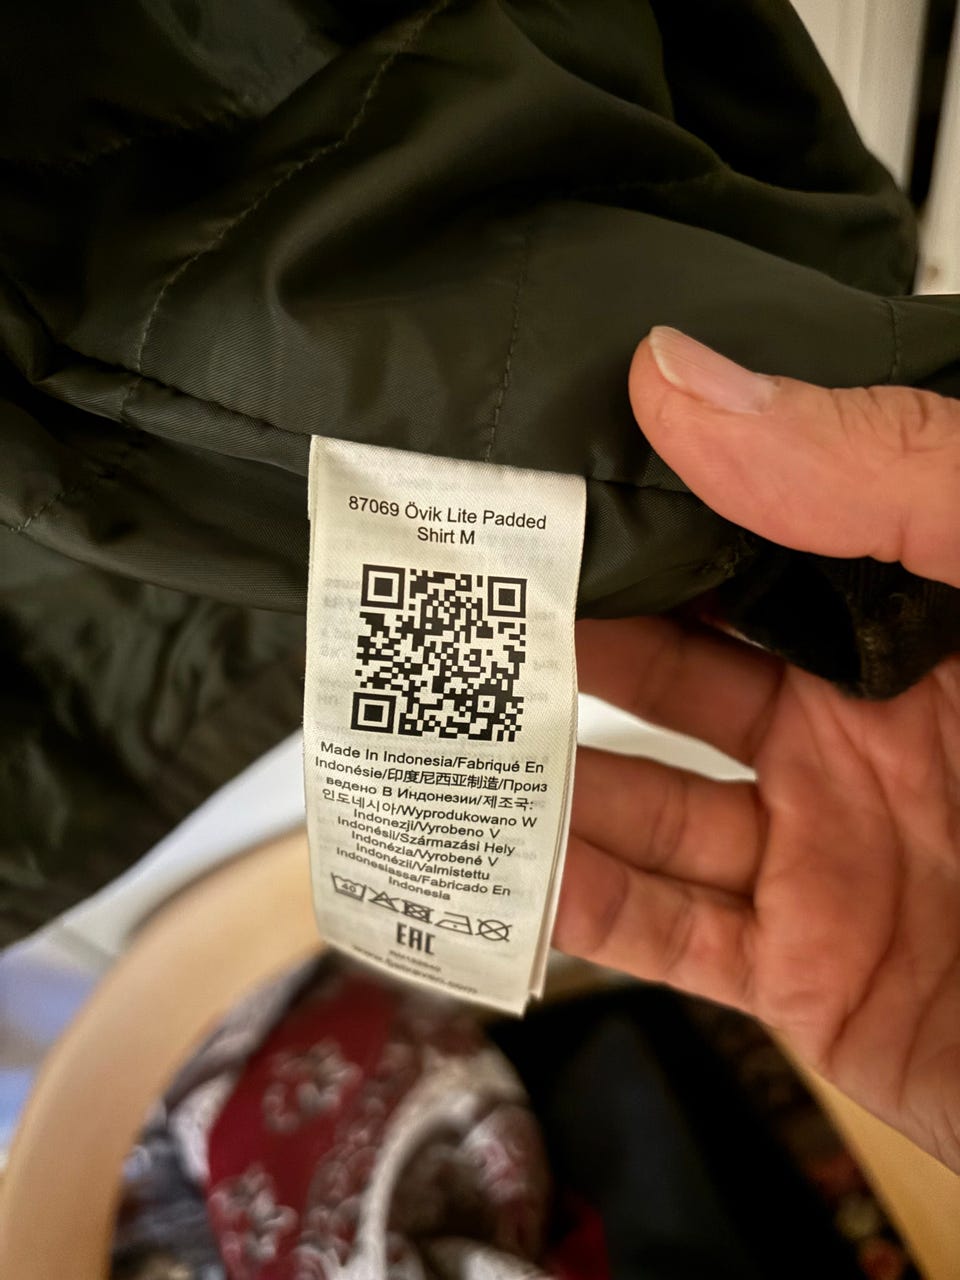 87069 Övik Lite Padded
Shirt M
Made In Indonesia/Fabriqué En
Indonésie/印度尼西亚制造/Произ
ведено В Индонезии/제조국:
인도네시아/Wyprodukowano W
Indonezji/Vyrobeno V
Indonésii/Származási Hely
Indonézia/Vyrobené V
Indonézii/Valmistettu
Indonesiassa/Fabricado En
Indonesia
40
EAC